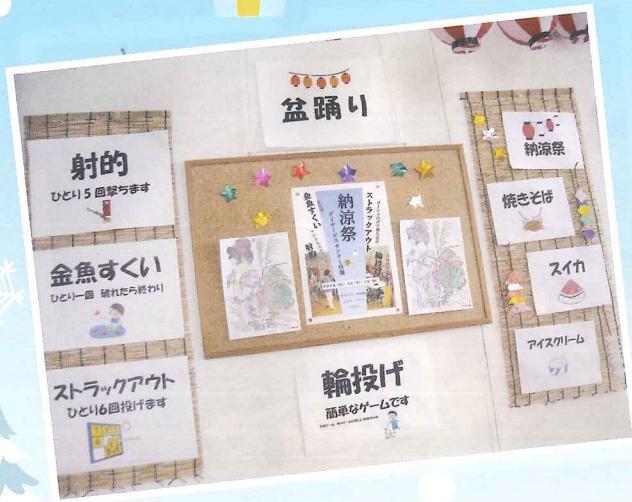 盆踊り
射的
ひとり5回撃ちます
金魚すくい
ひとり一回 破れたら終わり
ストラックアウト
ひとり6回投げます
ストラックアウト
納涼祭
金魚すくい
射的
輪投げ
簡単なゲームです
納涼祭
焼きそば
スイカ
アイスクリーム